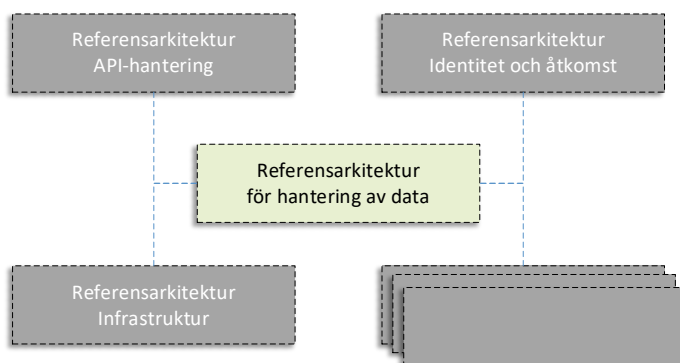 Referensarkitektur
API-hantering
Referensarkitektur
Identitet och åtkomst
Referensarkitektur
för hantering av data
Referensarkitektur
Infrastruktur